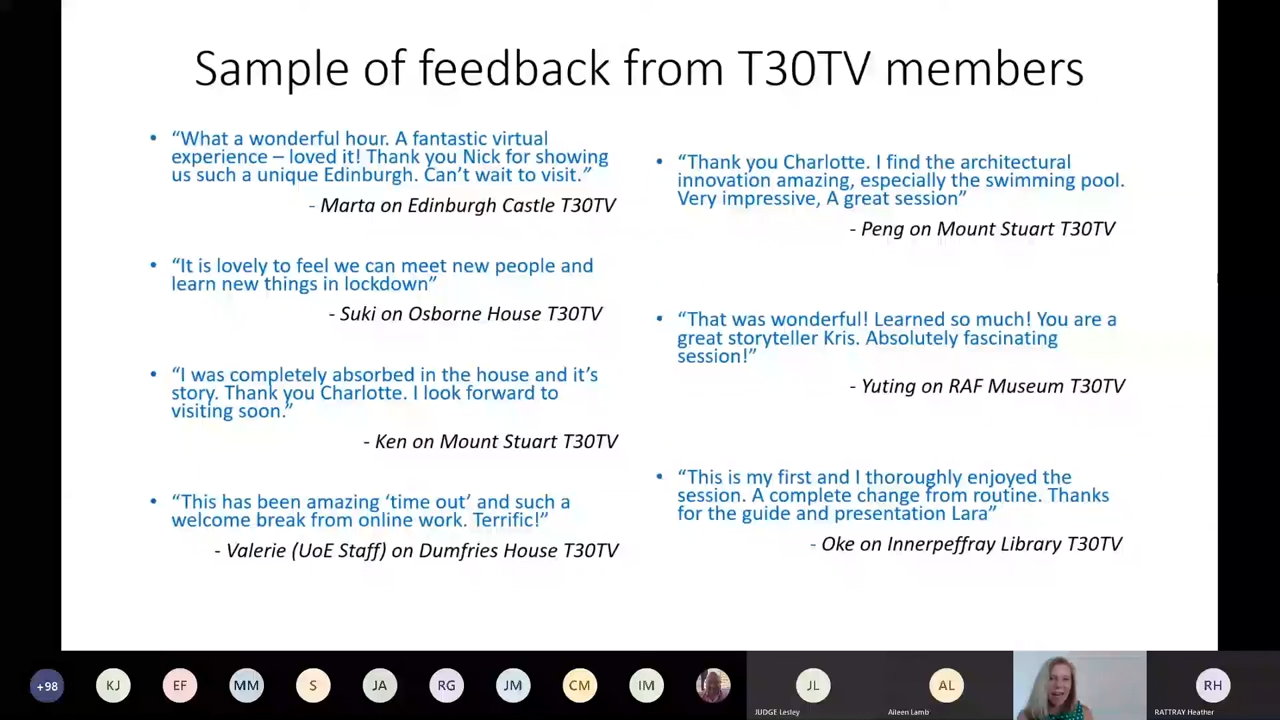 Sample of feedback from T30TV members
• “What a wonderful hour. A fantastic virtual
experience – loved it! Thank you Nick for showing
us such a unique Edinburgh. Can’t wait to visit.”
- Marta on Edinburgh Castle T30TV
• “It is lovely to feel we can meet new people and
learn new things in lockdown”
- Suki on Osborne House T30TV
• “I was completely absorbed in the house and it’s
story. Thank you Charlotte. I look forward to
visiting soon.”
- Ken on Mount Stuart T30TV
• “This has been amazing ‘time out’ and such a
welcome break from online work. Terrific!”
- Valerie (UoE Staff) on Dumfries House T30TV
• “Thank you Charlotte. I find the architectural
innovation amazing, especially the swimming pool.
Very impressive, A great session”
- Peng on Mount Stuart T30TV
• “That was wonderful! Learned so much! You are a
great storyteller Kris. Absolutely fascinating
session!”
- Yuting on RAF Museum T30TV
• “This is my first and I thoroughly enjoyed the
session. A complete change from routine. Thanks
for the guide and presentation Lara”
- Oke on Innerpeffray Library T30TV
+98 KJ EF MM S JA RG JM CM IM JL AL RH
JUDGE Lesley Aileen Lamb RATTRAY Heather